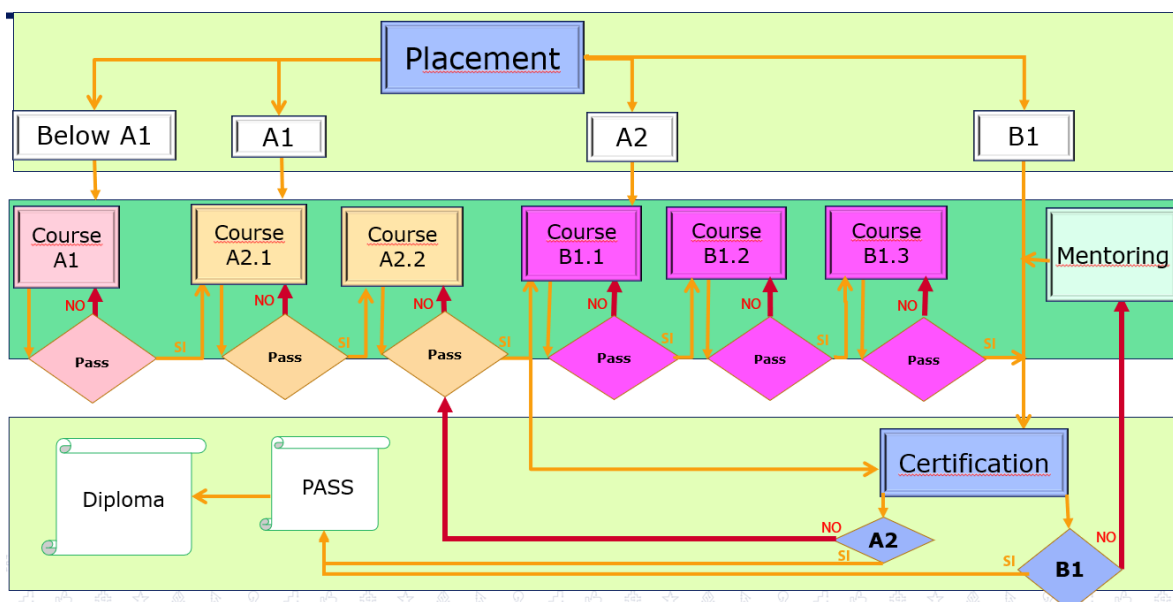 Placement
Below A1
A1
A2
B1
Course
A1
Course
A2.1
Course
A2.2
Course
B1.1
Course
B1.2
Course
B1.3
Mentoring
NO
NO
NO
NO
NO
NO
Pass
SI
Pass
SI
Pass
SI
Pass
SI
Pass
SI
Pass
SI
Diploma
PASS
Certification
NO
A2
SI
NO
SI
B1